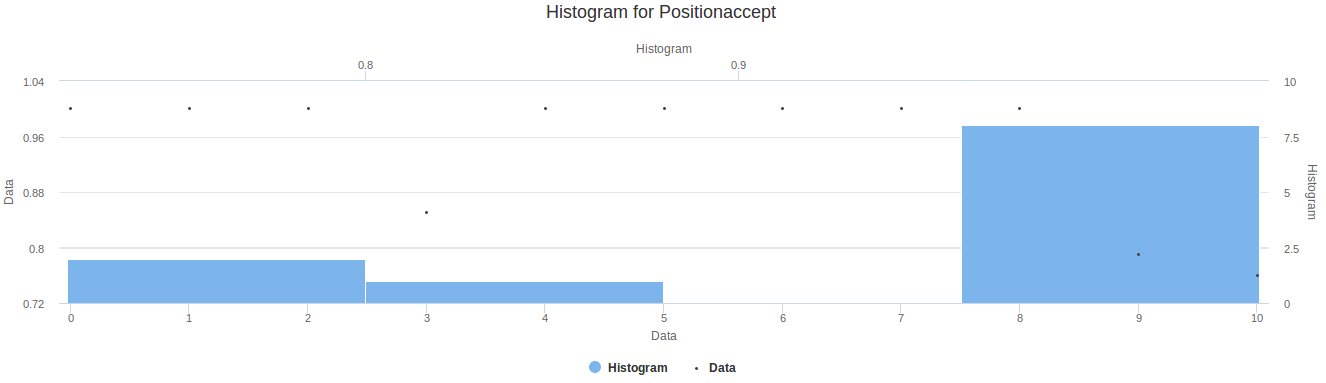 Histogram for Positionaccept
Histogram
0.8 0.9
1.04 10
0.96 7.5
0.88 5
0.8 2.5
0.72 0
Data
Histogram
0 1 2 3 4 5 6 7 8 9 10
Data
Histogram Data